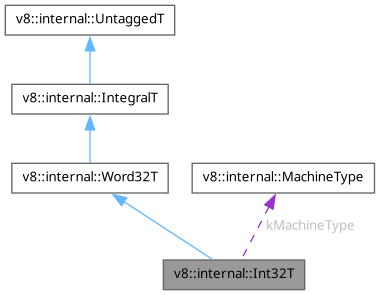 v8::internal::UntaggedT
v8::internal::IntegralT
v8::internal::Word32T
v8::internal::MachineType
kMachineType
v8::internal::Int32T